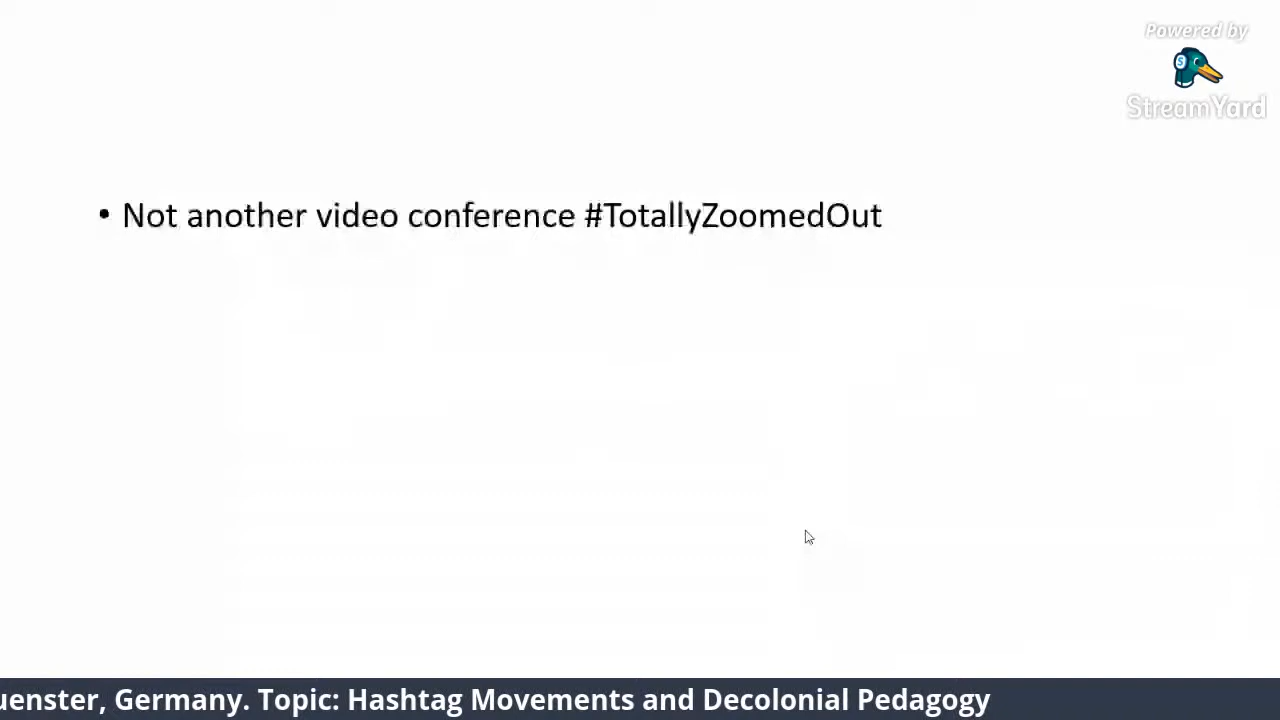 Powered by
StreamYard
• Not another video conference #TotallyZoomedOut
uenster, Germany. Topic: Hashtag Movements and Decolonial Pedagogy